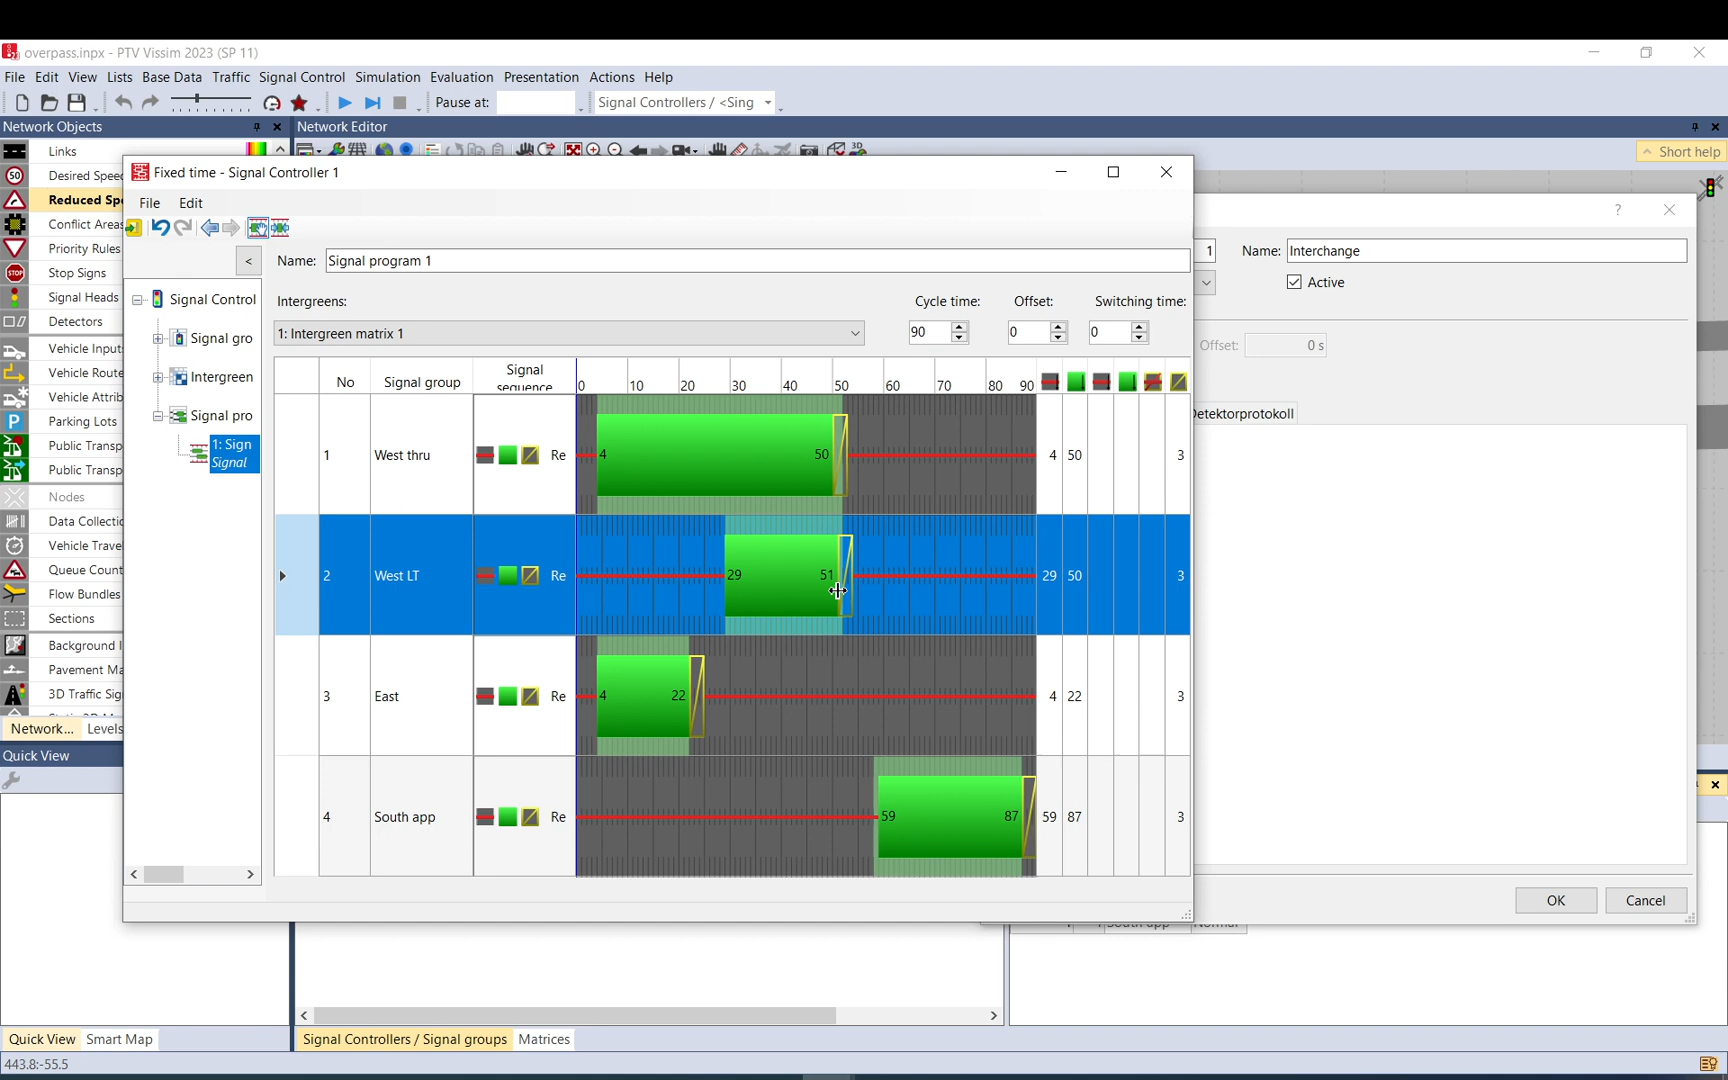 overpass.inpx - PTV Vissim 2023 (SP 11)
File Edit View Lists Base Data Traffic Signal Control Simulation Evaluation Presentation Actions Help
Pause at: Signal Controllers / <Sing
Network Objects
Network Editor
Links
50 Desired Speed
Reduced Sp
Conflict Areas
Priority Rules
STOP Stop Signs
Signal Heads
Detectors
Vehicle Inputs
Vehicle Route
Vehicle Attrib
P Parking Lots
Public Transp
Public Transp
Nodes
Data Collectio
Vehicle Travel
Queue Count
Flow Bundles
Sections
Background I
Pavement Ma
3D Traffic Sig
Network... Levels
Quick View
Short help
Fixed time - Signal Controller 1
File Edit
<
Name: Signal program 1
Signal Control
Signal gro
Intergreen
Signal pro
1: Sign
Signal
Intergreens: Cycle time: Offset: Switching time:
1: Intergreen matrix 1 90 0 0
No Signal group Signal sequence 0 10 20 30 40 50 60 70 80 90
1 West thru Re 4 50 4 50 3
2 West LT Re 29 51 29 50 3
3 East Re 4 22 4 22 3
4 South app Re 59 87 59 87 3
? 
1 Name: Interchange
Active
Offset: 0 s
Detektorprotokoll
OK Cancel
Quick View Smart Map
Signal Controllers / Signal groups Matrices
443.8:-55.5